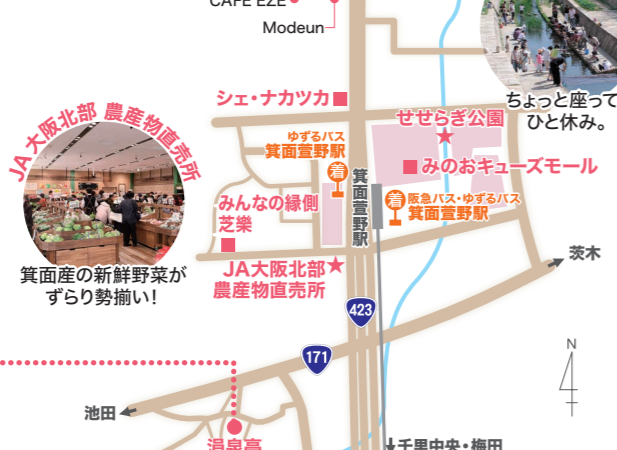 CAFE EZE
Modeun
シェ・ナカツカ
ちょっと座って
ひと休み。
せせらぎ公園
みのおキューズモール
ゆずるバス
箕面萱野駅
着
箕面萱野駅
着
阪急バス・ゆずるバス
箕面萱野駅
JA大阪北部 農産物直売所
箕面産の新鮮野菜が
ずらり勢揃い！
みんなの縁側
芝樂
JA大阪北部
農産物直売所
茨木
423
171
池田
N
4
涓泉亭
千里中央・梅田